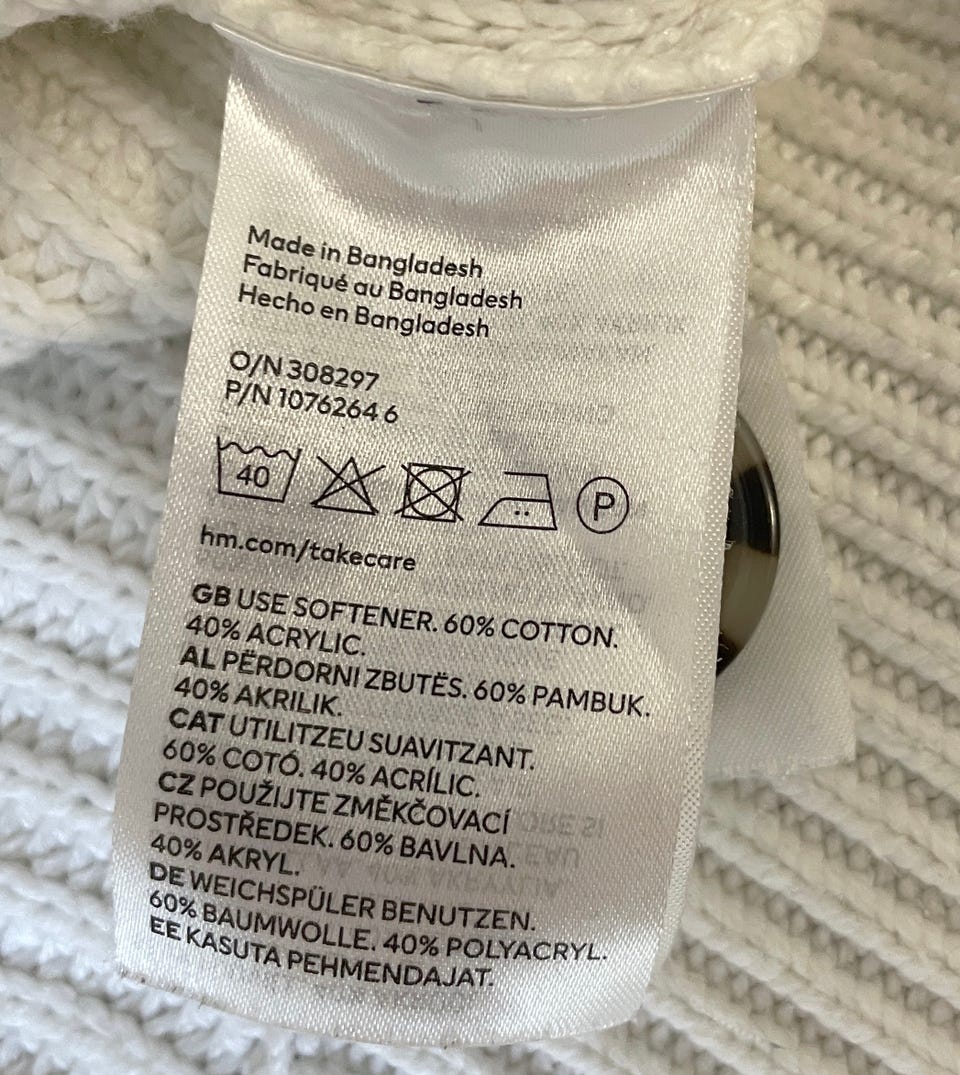 Made in Bangladesh
Fabriqué au Bangladesh
Hecho en Bangladesh
O/N 308297
P/N 10762646
40 P
hm.com/takecare
GB USE SOFTENER. 60% COTTON.
40% ACRYLIC.
AL PËRDORNI ZBUTËS. 60% PAMBUK.
40% AKRILIK.
CAT UTILITZEU SUAVITZANT.
60% COTÓ. 40% ACRÍLIC.
CZ POUŽIJTE ZMĚKČOVACÍ
PROSTŘEDEK. 60% BAVLNA.
40% AKRYL.
DE WEICHSPÜLER BENUTZEN.
60% BAUMWOLLE. 40% POLYACRYL.
EE KASUTA PEHMENDAJAT.